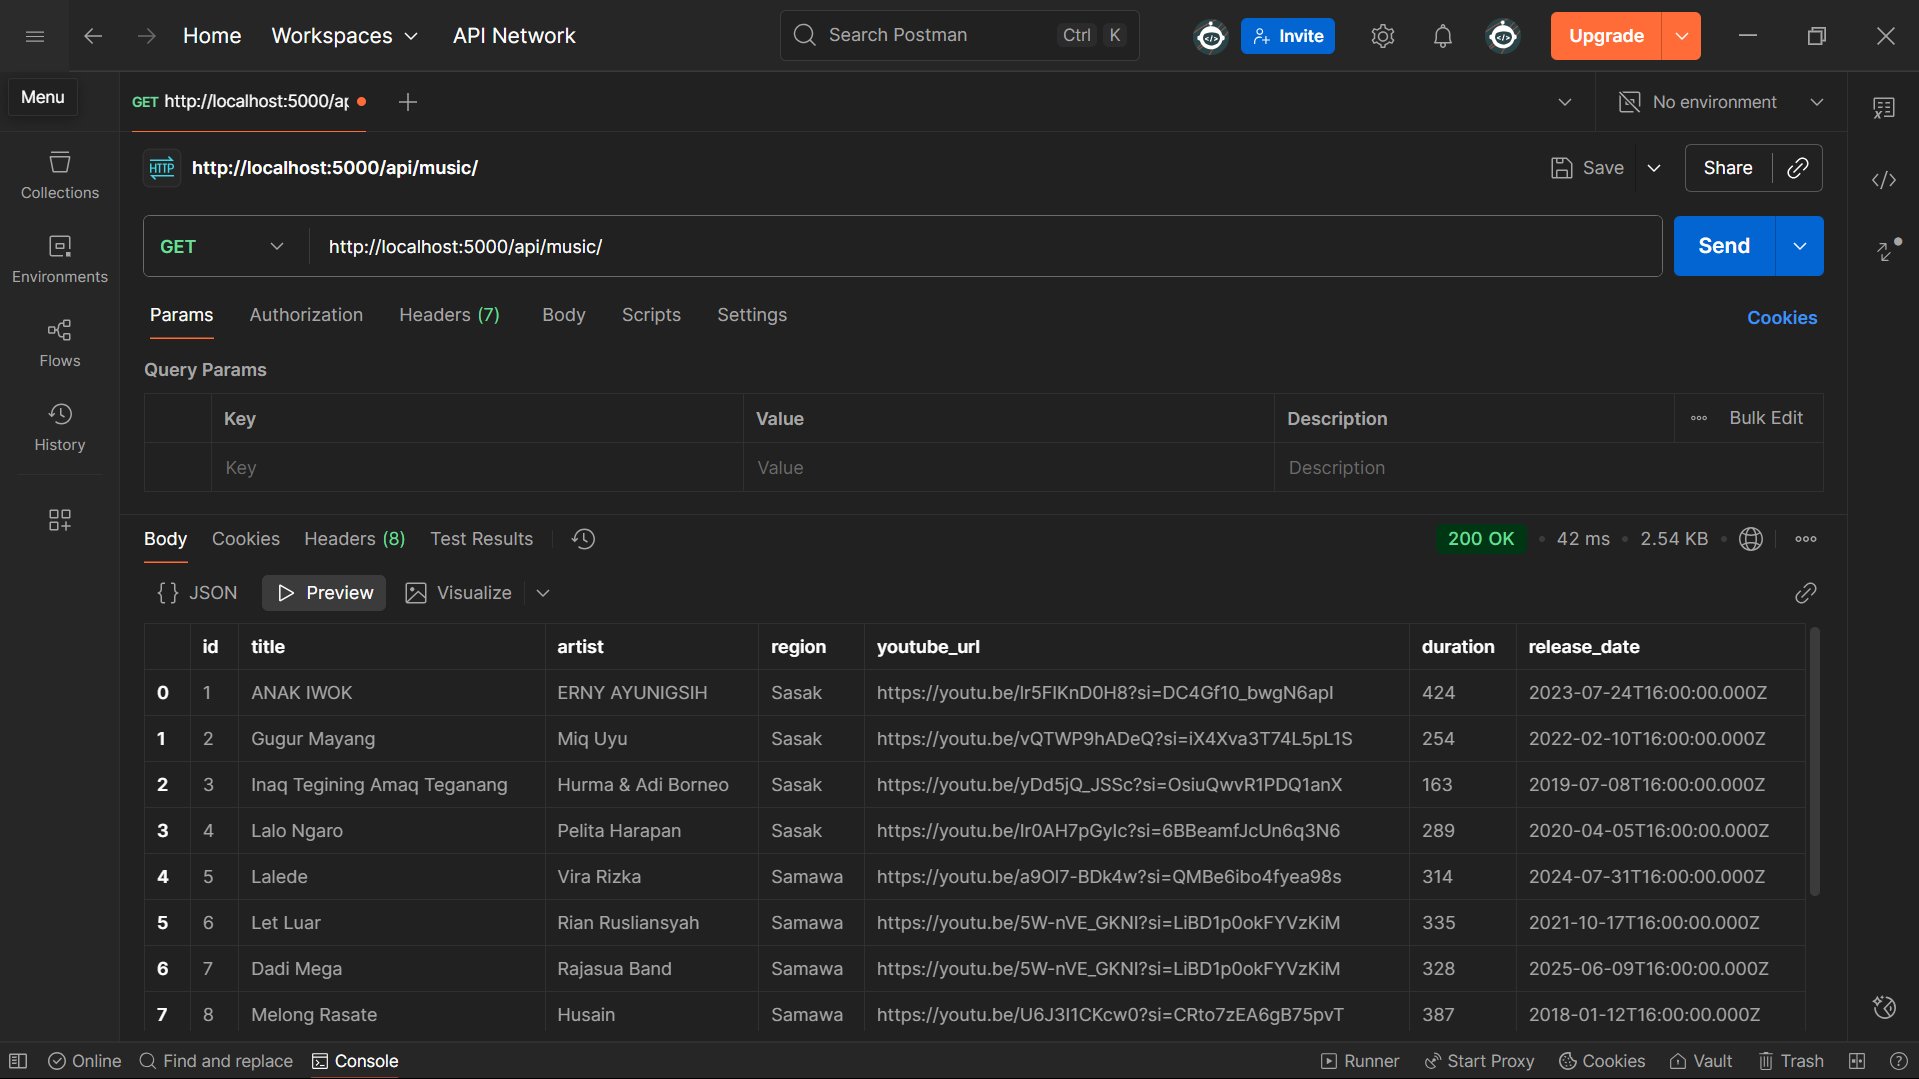 Home Workspaces API Network Search Postman Ctrl K Invite Upgrade
Menu
GET http://localhost:5000/ap No environment
HTTP http://localhost:5000/api/music/ Save Share
Collections
GET http://localhost:5000/api/music/ Send
Environments
Params Authorization Headers (7) Body Scripts Settings Cookies
Flows
Query Params
Key Value Description Bulk Edit
History
Key Value Description
Body Cookies Headers (8) Test Results 200 OK • 42 ms • 2.54 KB
{} JSON Preview Visualize
id title artist region youtube_url duration release_date
0 1 ANAK IWOK ERNY AYUNIGSIH Sasak https://youtu.be/lr5FIKnD0H8?si=DC4Gf10_bwgN6apI 424 2023-07-24T16:00:00.000Z
1 2 Gugur Mayang Miq Uyu Sasak https://youtu.be/vQTWP9hADeQ?si=iX4Xva3T74L5pL1S 254 2022-02-10T16:00:00.000Z
2 3 Inaq Tegining Amaq Teganang Hurma & Adi Borneo Sasak https://youtu.be/yDd5jQ_JSSc?si=OsiuQwvR1PDQ1anX 163 2019-07-08T16:00:00.000Z
3 4 Lalo Ngaro Pelita Harapan Sasak https://youtu.be/lr0AH7pGyIc?si=6BBeamfJcUn6q3N6 289 2020-04-05T16:00:00.000Z
4 5 Lalede Vira Rizka Samawa https://youtu.be/a9Ol7-BDk4w?si=QMBe6ibo4fyea98s 314 2024-07-31T16:00:00.000Z
5 6 Let Luar Rian Rusliansyah Samawa https://youtu.be/5W-nVE_GKNI?si=LiBD1p0okFYVzKiM 335 2021-10-17T16:00:00.000Z
6 7 Dadi Mega Rajasua Band Samawa https://youtu.be/5W-nVE_GKNI?si=LiBD1p0okFYVzKiM 328 2025-06-09T16:00:00.000Z
7 8 Melong Rasate Husain Samawa https://youtu.be/U6J3I1CKcw0?si=CRto7zEA6gB75pvT 387 2018-01-12T16:00:00.000Z
Online Find and replace Console Runner Start Proxy Cookies Vault Trash